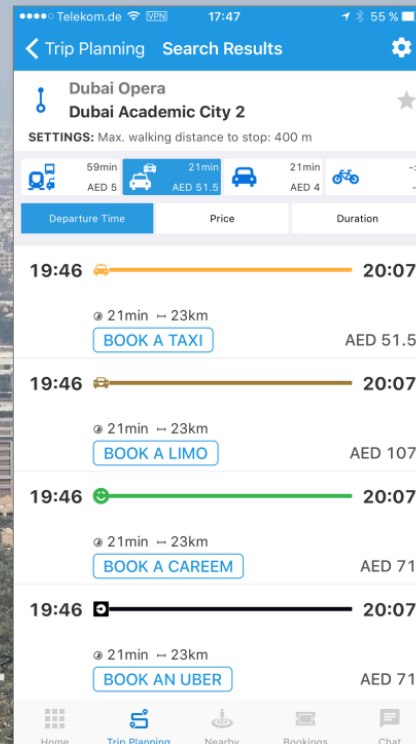 Telekom.de VPN 17:47 55 %
Trip Planning Search Results
Dubai Opera
Dubai Academic City 2
SETTINGS: Max. walking distance to stop: 400 m
59min 21min 21min -:
AED 5 AED 51.5 AED 4 -
Departure Time Price Duration
19:46 20:07
21min 23km
BOOK A TAXI AED 51.5
19:46 20:07
21min 23km
BOOK A LIMO AED 107
19:46 20:07
21min 23km
BOOK A CAREEM AED 71
19:46 20:07
21min 23km
BOOK AN UBER AED 71
Home Trip Planning Nearby Bookings Chat